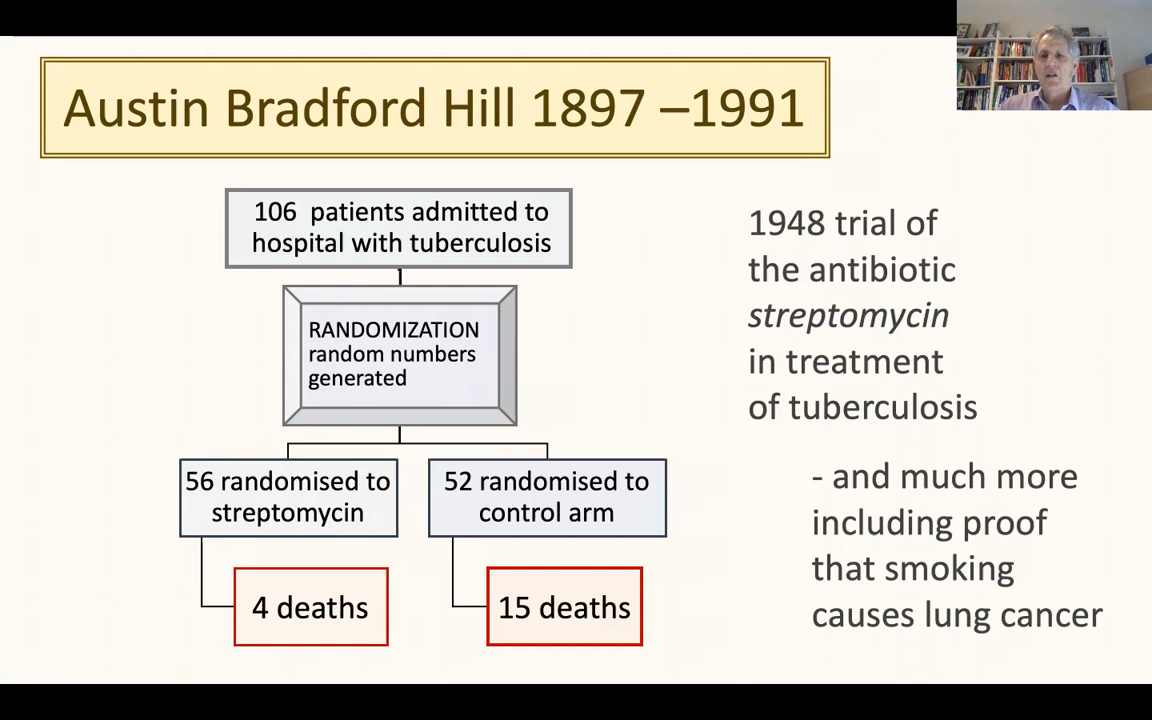 Austin Bradford Hill 1897 –1991
106 patients admitted to
hospital with tuberculosis
RANDOMIZATION
random numbers
generated
56 randomised to
streptomycin
52 randomised to
control arm
4 deaths
15 deaths
1948 trial of
the antibiotic
streptomycin
in treatment
of tuberculosis
- and much more
including proof
that smoking
causes lung cancer